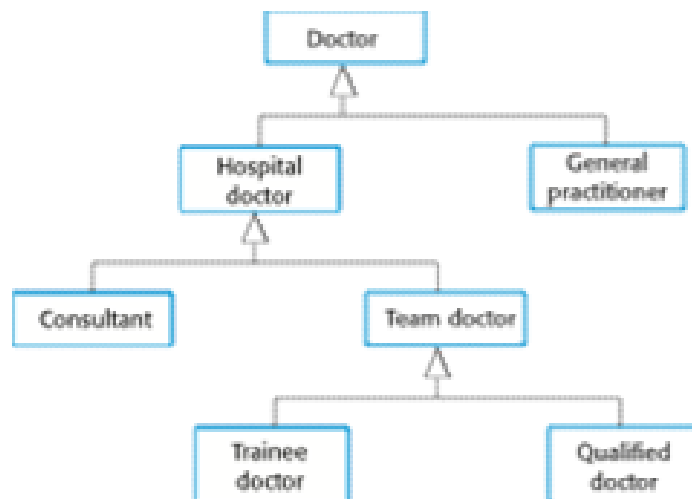 Doctor
Hospital
doctor
General
practitioner
Consultant
Team doctor
Trainee
doctor
Qualified
doctor